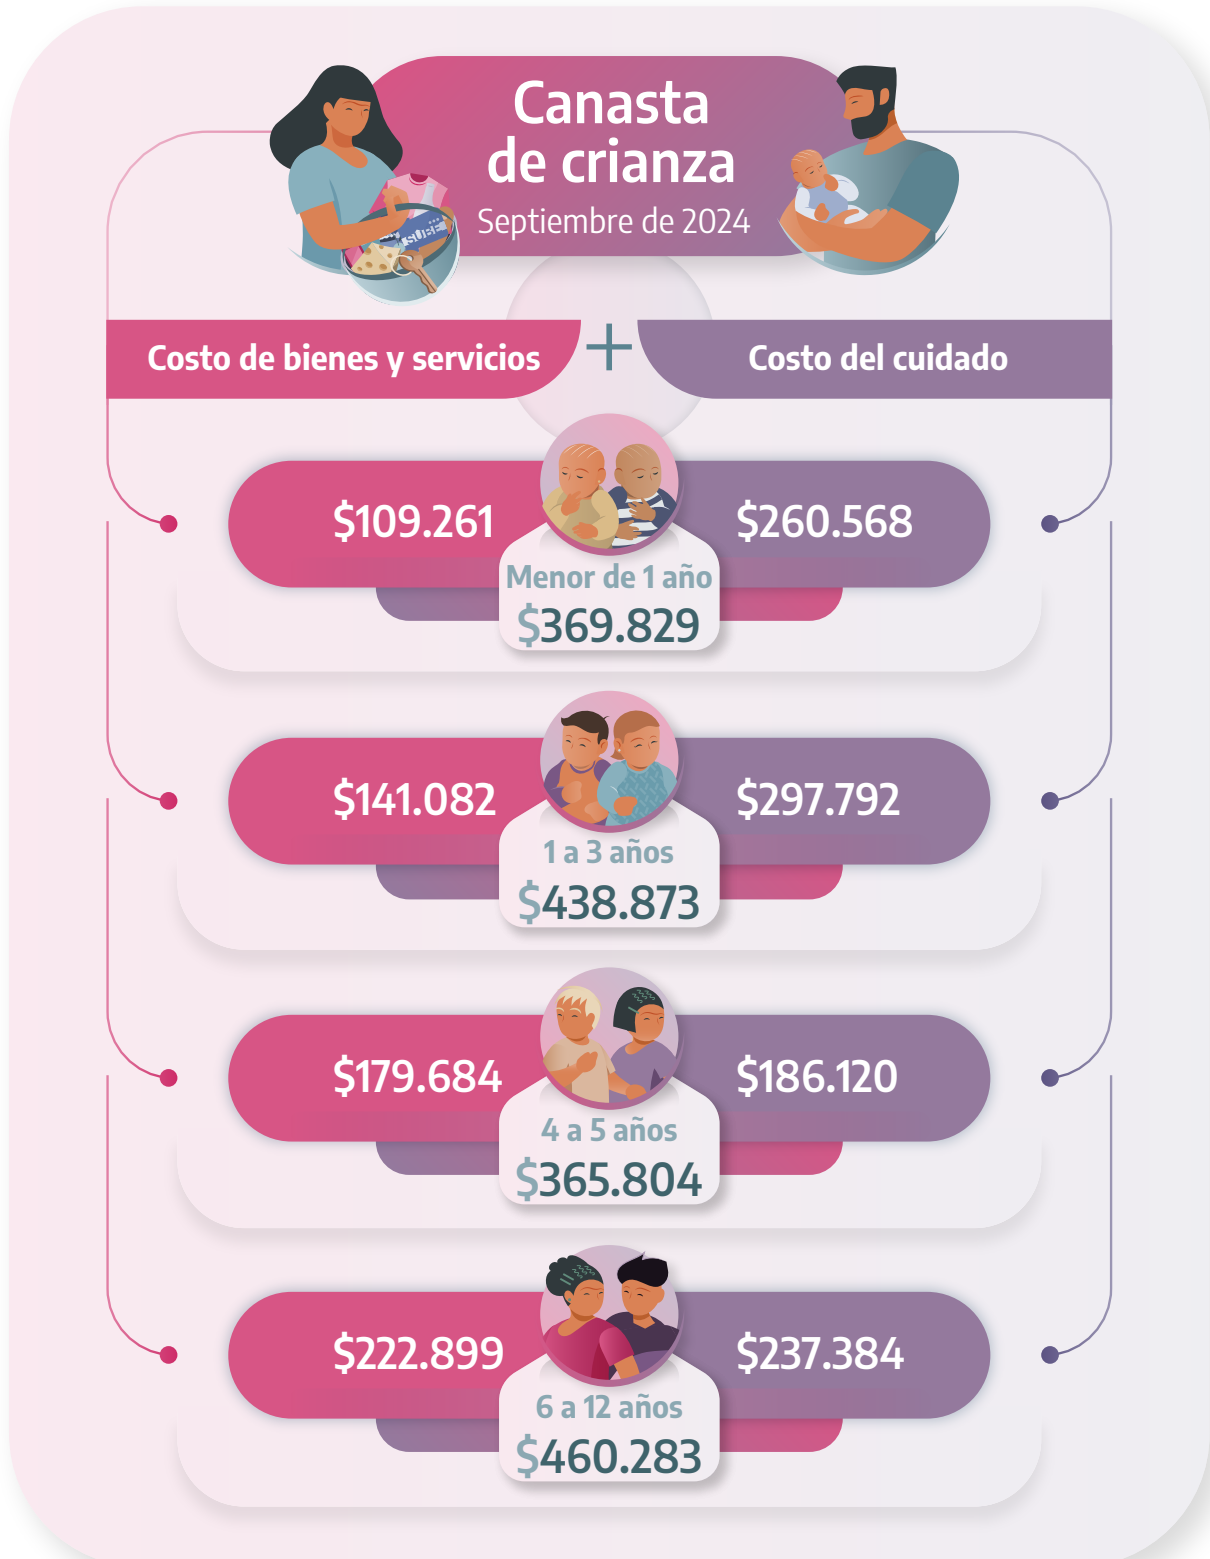 Canasta
de crianza
Septiembre de 2024
SUBE
Costo de bienes y servicios
+
Costo del cuidado
$109.261
$260.568
Menor de 1 año
$369.829
$141.082
$297.792
1 a 3 años
$438.873
$179.684
$186.120
4 a 5 años
$365.804
$222.899
$237.384
6 a 12 años
$460.283